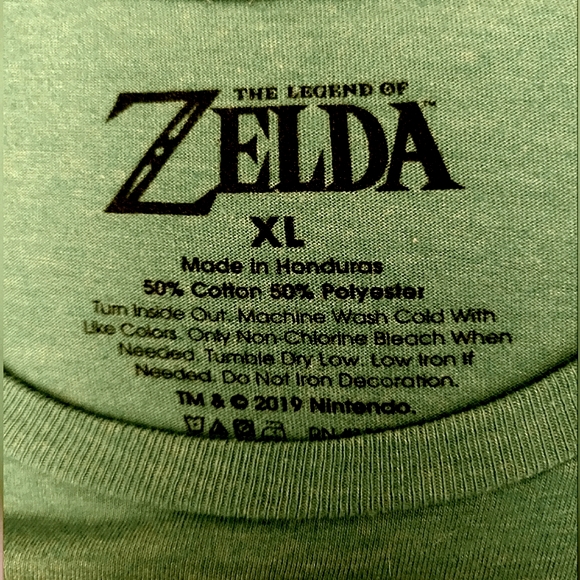 THE LEGEND OF
ZELDA™
XL
Made in Honduras
50% Cotton 50% Polyester
Turn Inside Out. Machine Wash Cold With
Like Colors. Only Non-Chlorine Bleach When
Needed. Tumble Dry Low. Low Iron If
Needed. Do Not Iron Decoration.
TM & © 2019 Nintendo.